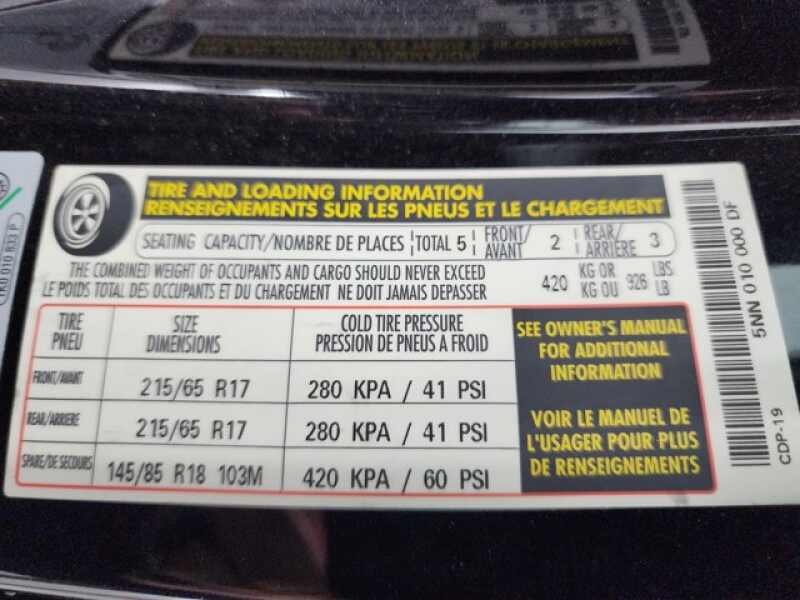 TIRE AND LOADING INFORMATION
RENSEIGNEMENTS SUR LES PNEUS ET LE CHARGEMENT
SEATING CAPACITY/NOMBRE DE PLACES TOTAL 5 FRONT/AVANT 2 REAR/ARRIÈRE 3
THE COMBINED WEIGHT OF OCCUPANTS AND CARGO SHOULD NEVER EXCEED 420 KG OR 926 LBS
LE POIDS TOTAL DES OCCUPANTS ET DU CHARGEMENT NE DOIT JAMAIS DEPASSER KG OU LB
TIRE SIZE COLD TIRE PRESSURE
PNEU DIMENSIONS PRESSION DE PNEUS A FROID
FRONT/AVANT 215/65 R17 280 KPA / 41 PSI
REAR/ARRIERE 215/65 R17 280 KPA / 41 PSI
SPARE/DE SECOURS 145/85 R18 103M 420 KPA / 60 PSI
SEE OWNER'S MANUAL
FOR ADDITIONAL
INFORMATION
VOIR LE MANUEL DE
L'USAGER POUR PLUS
DE RENSEIGNEMENTS
5NN 010 000 DF
CDP-19
1K0 010 833 P